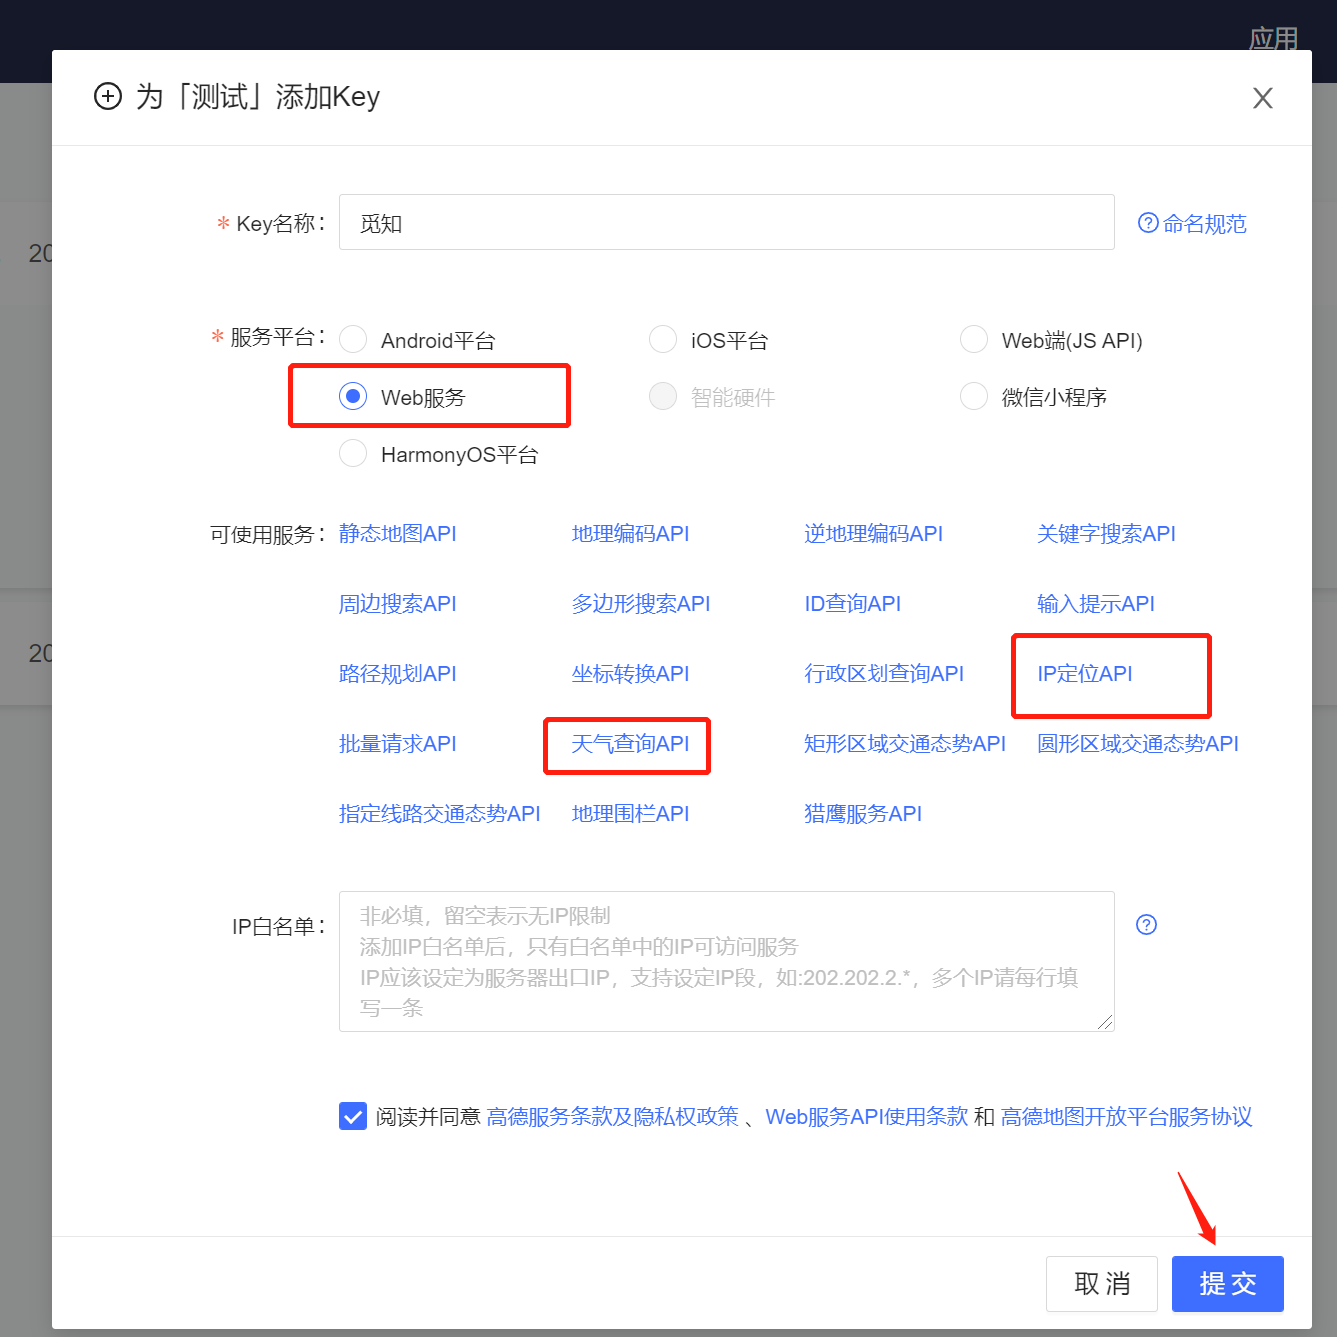 应用
为「测试」添加Key
* Key名称： 觅知 命名规范
20
* 服务平台： Android平台 iOS平台 Web端(JS API)
Web服务 智能硬件 微信小程序
HarmonyOS平台
可使用服务： 静态地图API 地理编码API 逆地理编码API 关键字搜索API
周边搜索API 多边形搜索API ID查询API 输入提示API
20
路径规划API 坐标转换API 行政区划查询API IP定位API
批量请求API 天气查询API 矩形区域交通态势API 圆形区域交通态势API
指定线路交通态势API 地理围栏API 猎鹰服务API
IP白名单： 非必填，留空表示无IP限制
添加IP白名单后，只有白名单中的IP可访问服务
IP应该设定为服务器出口IP，支持设定IP段，如:202.202.2.*，多个IP请每行填
写一条
阅读并同意 高德服务条款及隐私权政策 、Web服务API使用条款 和 高德地图开放平台服务协议
取 消 提 交